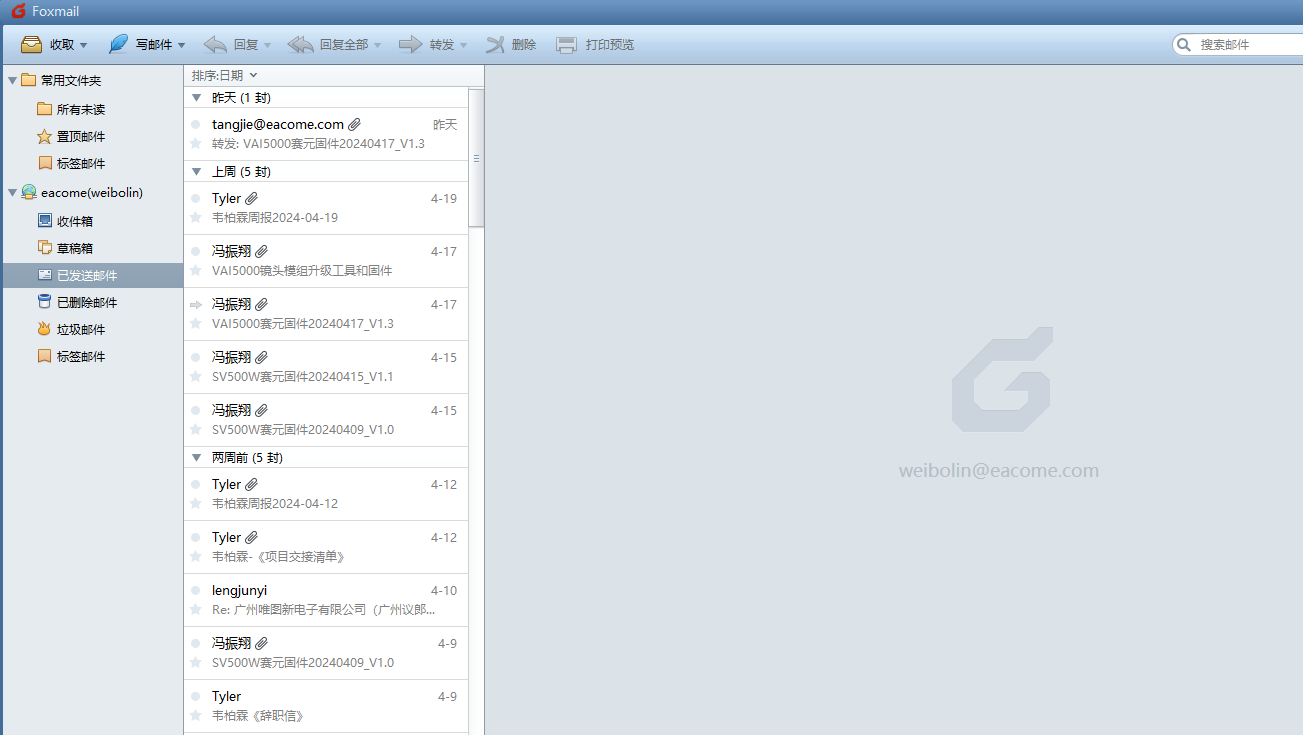 Foxmail
收取 写邮件 回复 回复全部 转发 删除 打印预览 搜索邮件
常用文件夹
所有未读
置顶邮件
标签邮件
eacome(weibolin)
收件箱
草稿箱
已发送邮件
已删除邮件
垃圾邮件
标签邮件
排序:日期
昨天 (1 封)
tangjie@eacome.com 昨天
转发: VAI5000赛元固件20240417_V1.3
上周 (5 封)
Tyler 4-19
韦柏霖周报2024-04-19
冯振翔 4-17
VAI5000镜头模组升级工具和固件
冯振翔 4-17
VAI5000赛元固件20240417_V1.3
冯振翔 4-15
SV500W赛元固件20240415_V1.1
冯振翔 4-15
SV500W赛元固件20240409_V1.0
两周前 (5 封)
Tyler 4-12
韦柏霖周报2024-04-12
Tyler 4-12
韦柏霖-《项目交接清单》
lengjunyi 4-10
Re: 广州唯图新电子有限公司（广州议郎...
冯振翔 4-9
SV500W赛元固件20240409_V1.0
Tyler 4-9
韦柏霖《辞职信》
weibolin@eacome.com